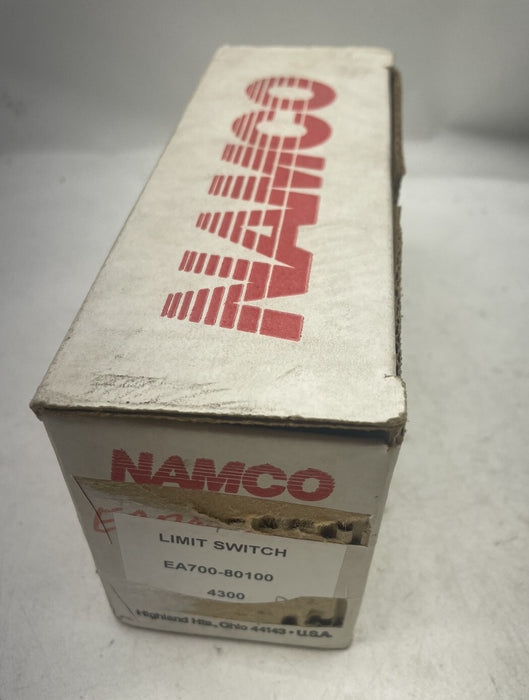 NAMCO
NAMCO
LIMIT SWITCH
EA700-80100
4300
Highland Hts., Ohio 44143 • U.S.A.